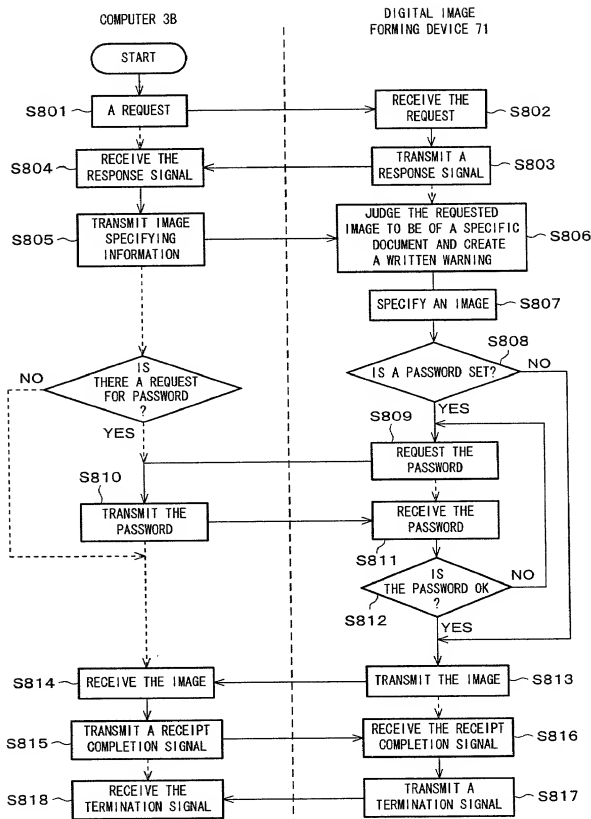 COMPUTER 3B
DIGITAL IMAGE
FORMING DEVICE 71
START
S801
A REQUEST
RECEIVE THE
REQUEST
S802
S804
RECEIVE THE
RESPONSE SIGNAL
TRANSMIT A
RESPONSE SIGNAL
S803
S805
TRANSMIT IMAGE
SPECIFYING
INFORMATION
JUDGE THE REQUESTED
IMAGE TO BE OF A SPECIFIC
DOCUMENT AND CREATE
A WRITTEN WARNING
S806
SPECIFY AN IMAGE
S807
S808
IS A PASSWORD SET?
NO
YES
NO
IS
THERE A REQUEST
FOR PASSWORD
?
YES
S809
REQUEST THE
PASSWORD
S810
TRANSMIT THE
PASSWORD
RECEIVE THE
PASSWORD
S811
IS
THE PASSWORD OK
?
NO
S812
YES
S814
RECEIVE THE IMAGE
TRANSMIT THE IMAGE
S813
S815
TRANSMIT A RECEIPT
COMPLETION SIGNAL
RECEIVE THE RECEIPT
COMPLETION SIGNAL
S816
S818
RECEIVE THE
TERMINATION SIGNAL
TRANSMIT A
TERMINATION SIGNAL
S817